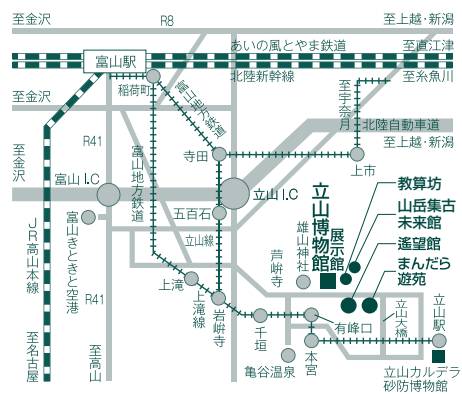 至金沢
R8
至上越・新潟
あいの風とやま鉄道
至直江津
富山駅
北陸新幹線
至糸魚川
稲荷町
富山地方鉄道
至宇奈月
至金沢
北陸自動車道
至上越・新潟
R41
至金沢
富山地方鉄道
寺田
上市
富山I.C
立山I.C
教算坊
山岳集古
未来館
遙望館
まんだら
遊苑
立山博物館
展示館
五百石
立山線
雄山神社
芦峅寺
富山きときと空港
JR高山本線
上滝
上滝線
岩峅寺
R41
千垣
有峰口
本宮
立山大橋
立山駅
亀谷温泉
至名古屋
至高山
立山カルデラ
砂防博物館